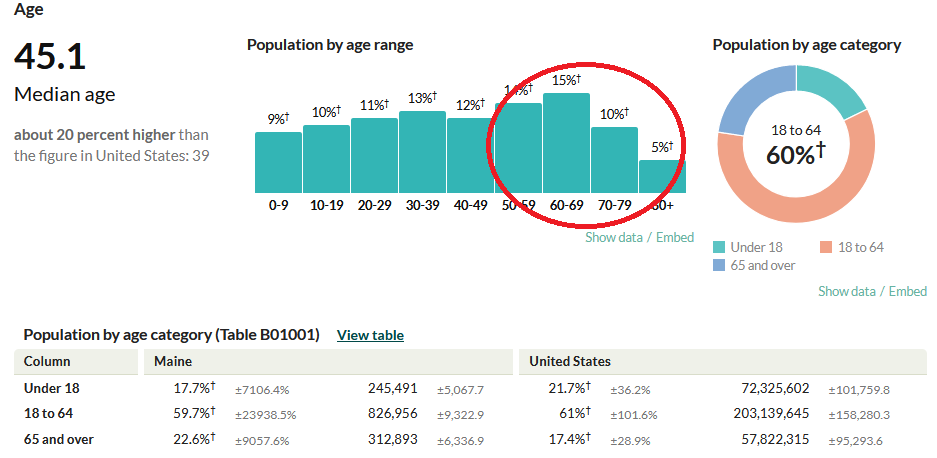 Age
45.1
Median age
about 20 percent higher than
the figure in United States: 39
Population by age range
9%†
10%†
11%†
13%†
12%†
14%†
15%†
10%†
5%†
0-9
10-19
20-29
30-39
40-49
50-59
60-69
70-79
80+
Show data / Embed
Population by age category
18 to 64
60%†
Under 18
18 to 64
65 and over
Show data / Embed
Population by age category (Table B01001) View table
Column Maine United States
Under 18 17.7%† ±7106.4% 245,491 ±5,067.7 21.7%† ±36.2% 72,325,602 ±101,759.8
18 to 64 59.7%† ±23938.5% 826,956 ±9,322.9 61%† ±101.6% 203,139,645 ±158,280.3
65 and over 22.6%† ±9057.6% 312,893 ±6,336.9 17.4%† ±28.9% 57,822,315 ±95,293.6